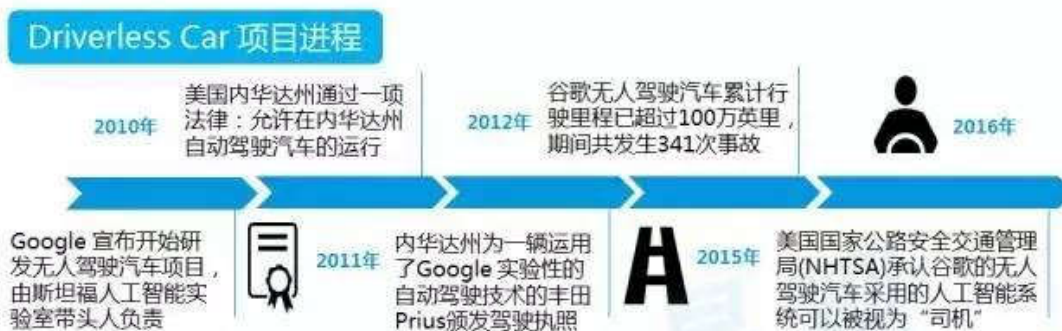 Driverless Car 项目进程
2010年
Google 宣布开始研
发无人驾驶汽车项目，
由斯坦福人工智能实
验室带头人负责
美国内华达州通过一项
法律：允许在内华达州
自动驾驶汽车的运行
2011年
内华达州为一辆运用
了Google 实验性的
自动驾驶技术的丰田
Prius颁发驾驶执照
2012年
谷歌无人驾驶汽车累计行
驶里程已超过100万英里，
期间共发生341次事故
2015年
美国国家公路安全交通管理
局(NHTSA)承认谷歌的无人
驾驶汽车采用的人工智能系
统可以被视为“司机”
2016年